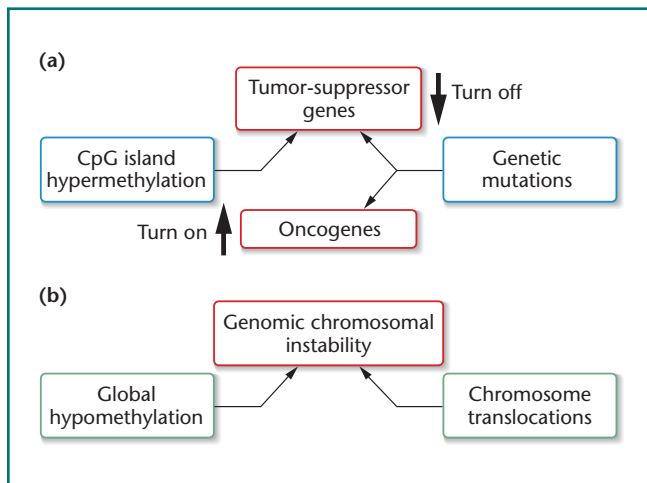 (a)
Tumor-suppressor
genes
Turn off
CpG island
hypermethylation
Genetic
mutations
Turn on
Oncogenes
(b)
Genomic chromosomal
instability
Global
hypomethylation
Chromosome
translocations